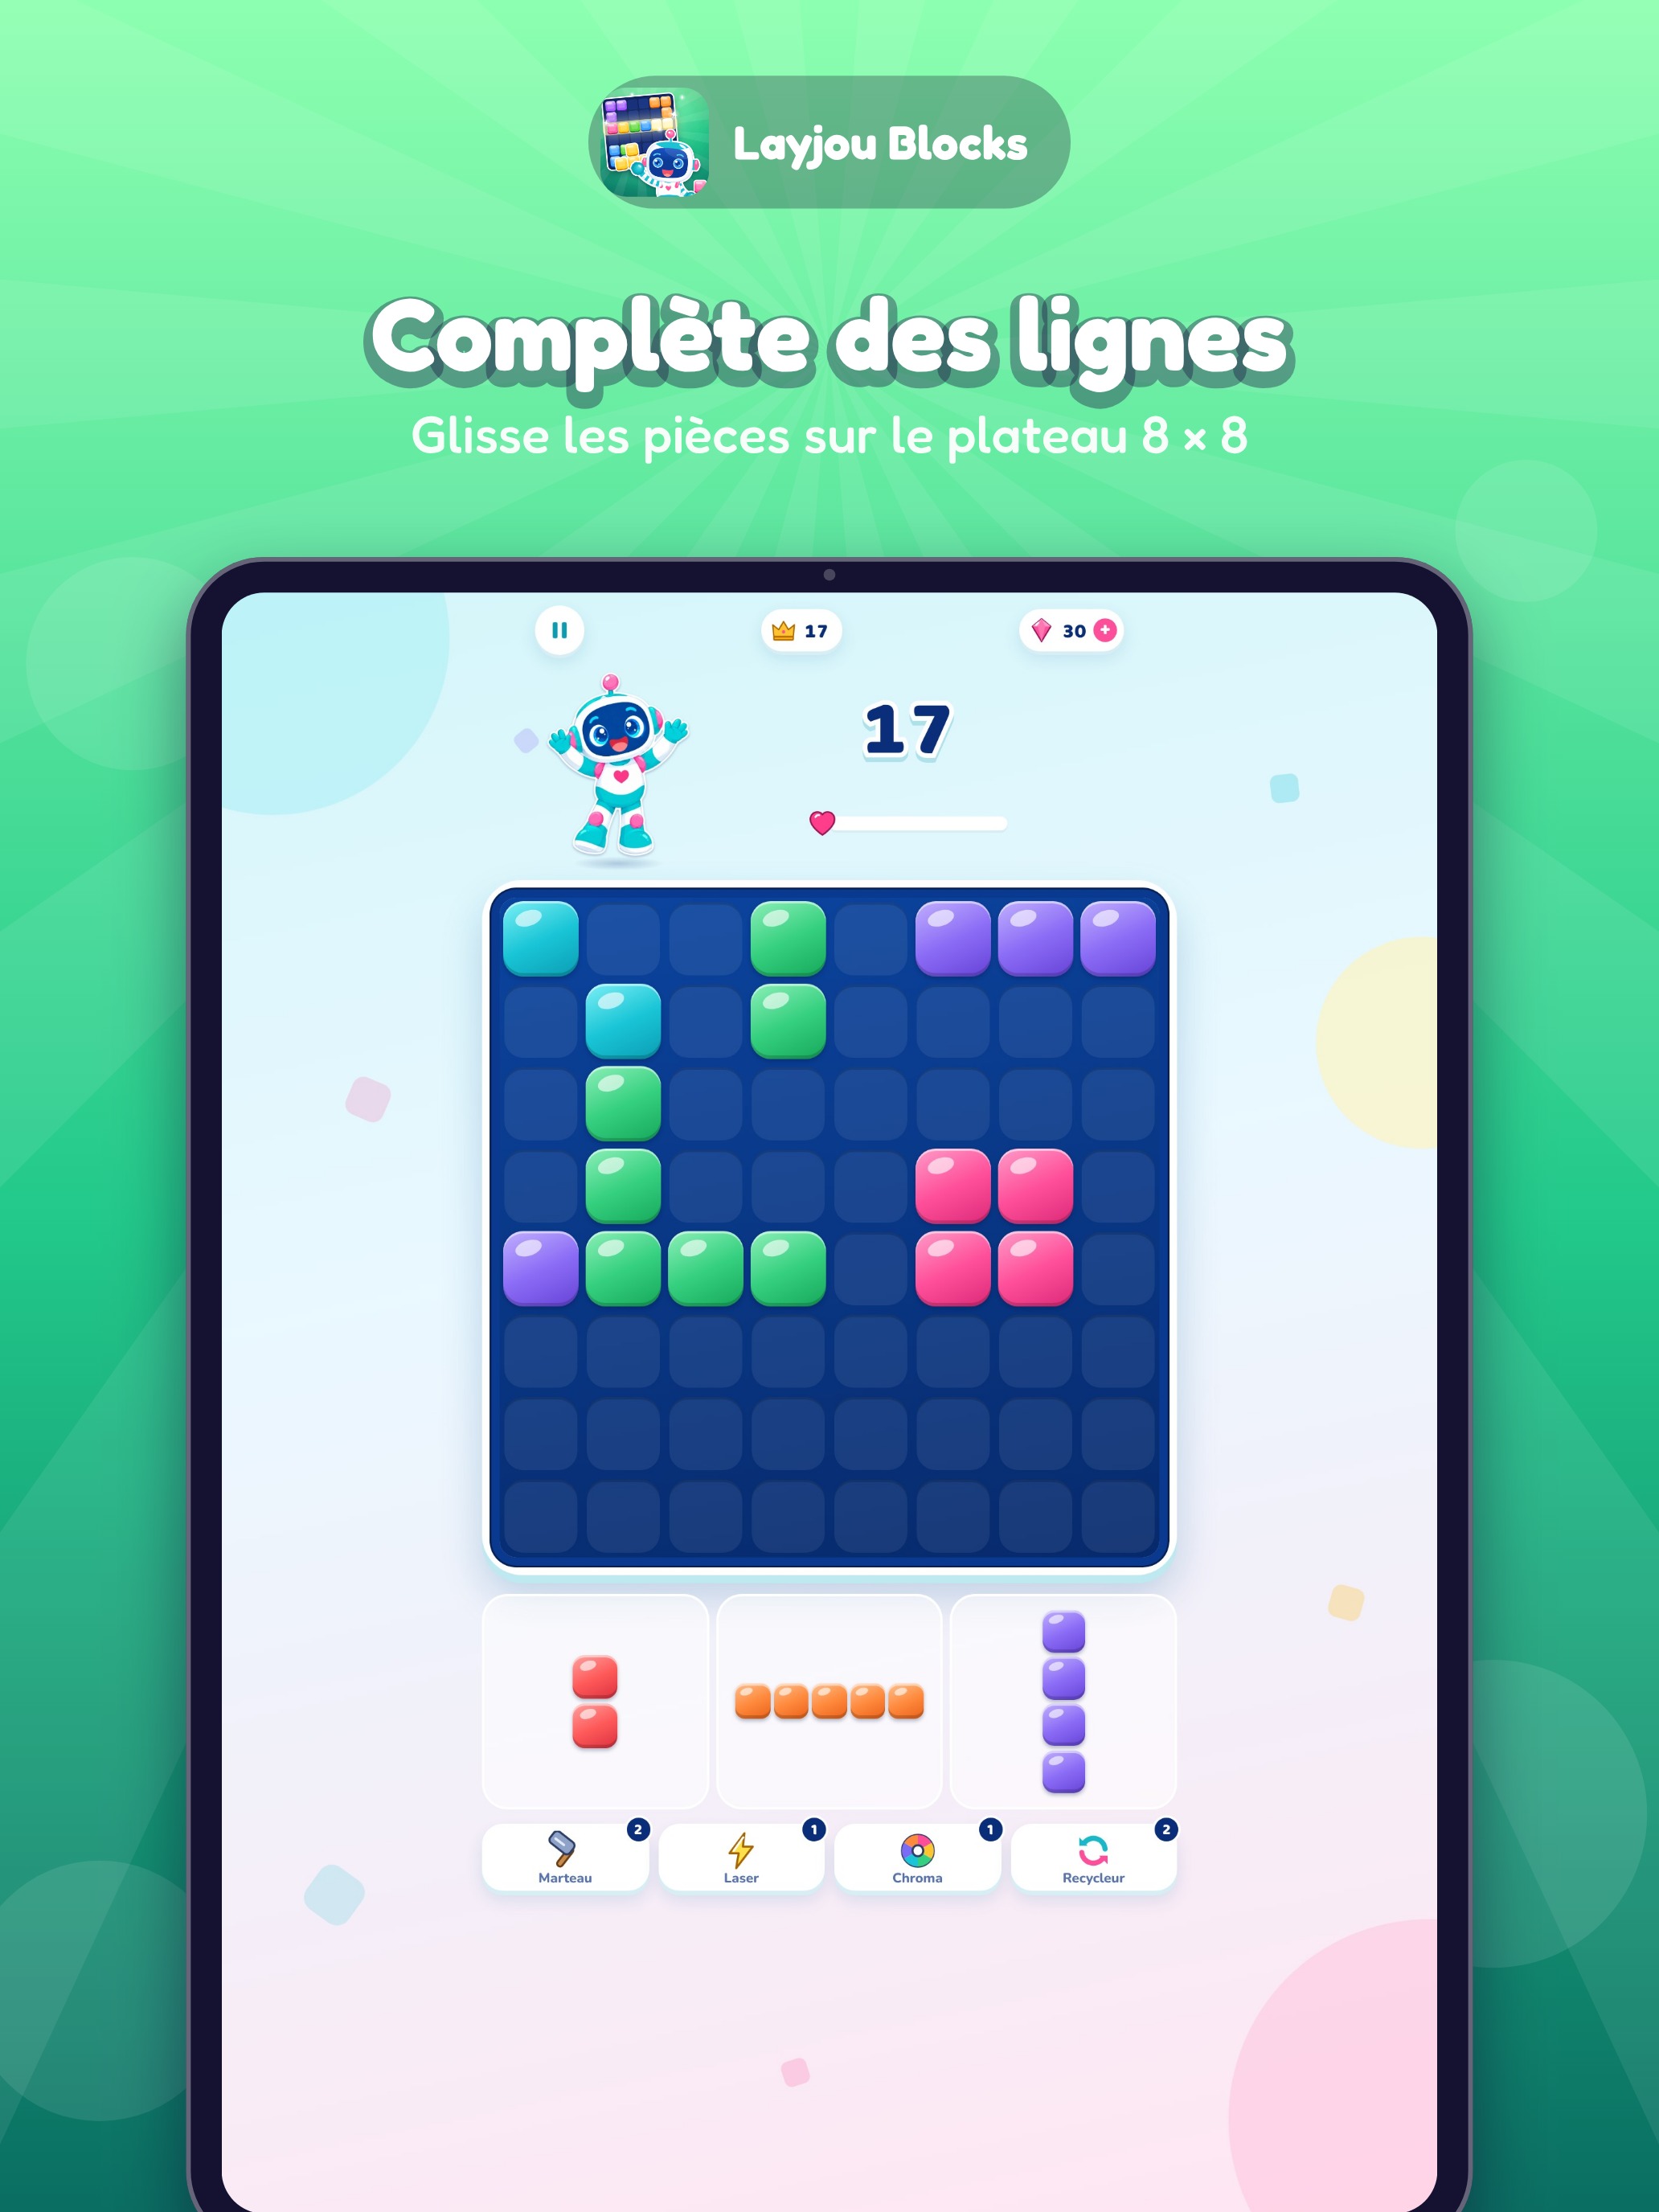 Layjou Blocks
Complète des lignes
Glisse les pièces sur le plateau 8 × 8
17
30 +
17
2
1
1
2
Marteau
Laser
Chroma
Recycleur